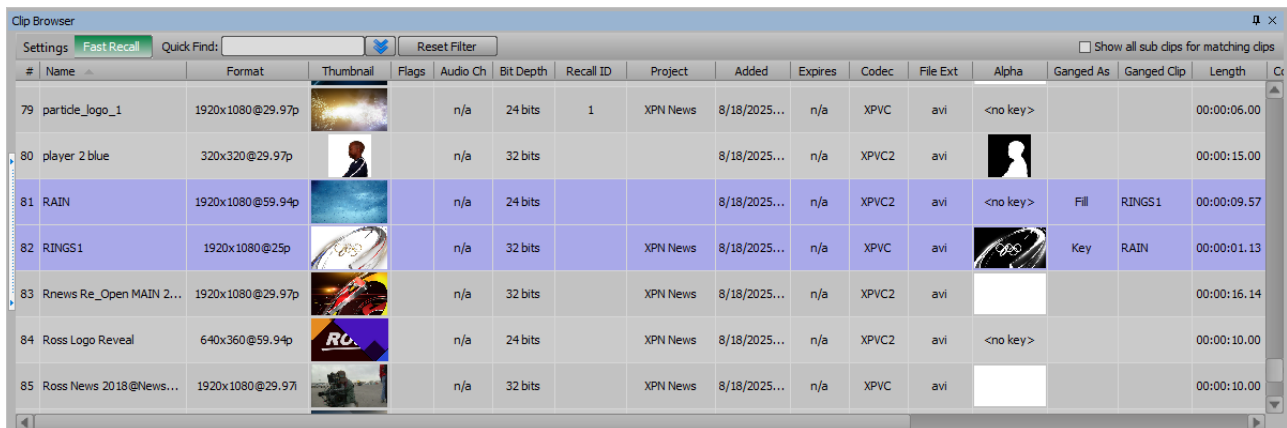 Clip Browser
Settings Fast Recall Quick Find: Reset Filter Show all sub clips for matching clips
# Name Format Thumbnail Flags Audio Ch Bit Depth Recall ID Project Added Expires Codec File Ext Alpha Ganged As Ganged Clip Length Co
79 particle_logo_1 1920x1080@29.97p n/a 24 bits 1 XPN News 8/18/2025... n/a XPVC avi <no key> 00:00:06.00
80 player 2 blue 320x320@29.97p n/a 32 bits 8/18/2025... n/a XPVC2 avi 00:00:15.00
81 RAIN 1920x1080@59.94p n/a 24 bits 8/18/2025... n/a XPVC2 avi <no key> Fill RINGS1 00:00:09.57
82 RINGS1 1920x1080@25p n/a 32 bits XPN News 8/18/2025... n/a XPVC avi Key RAIN 00:00:01.13
83 Rnews Re_Open MAIN 2... 1920x1080@29.97p n/a 32 bits XPN News 8/18/2025... n/a XPVC2 avi 00:00:16.14
84 Ross Logo Reveal 640x360@59.94p RO n/a 24 bits 8/18/2025... n/a XPVC2 avi <no key> 00:00:10.00
85 Ross News 2018@News... 1920x1080@29.97i n/a 32 bits XPN News 8/18/2025... n/a XPVC avi 00:00:10.00